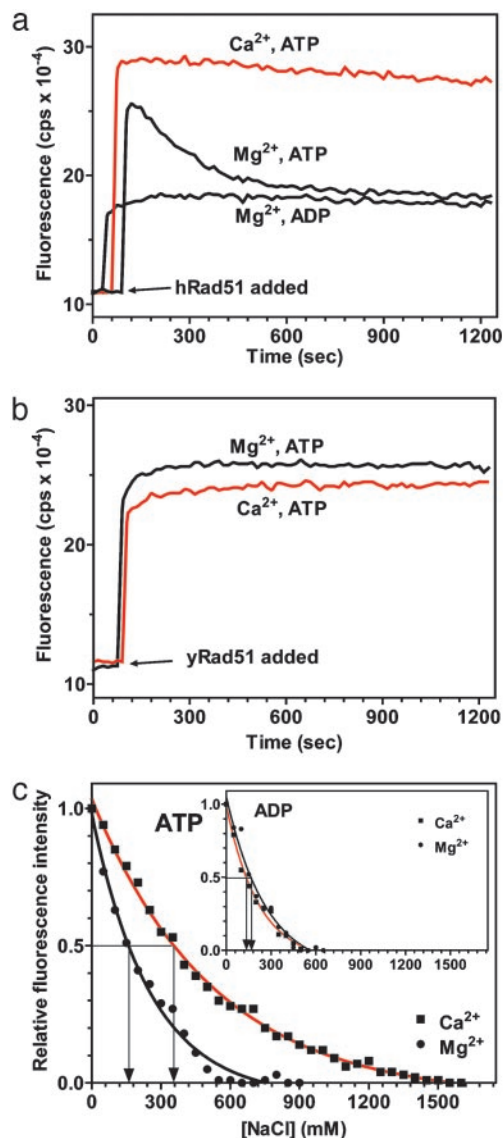 a
30
20
10
Fluorescence (cps x 10⁻⁴)
Ca²⁺, ATP
Mg²⁺, ATP
Mg²⁺, ADP
hRad51 added
0 300 600 900 1200
Time (sec)
b
30
20
10
Fluorescence (cps x 10⁻⁴)
Mg²⁺, ATP
Ca²⁺, ATP
yRad51 added
0 300 600 900 1200
Time (sec)
c
1.0
0.5
0.0
Relative fluorescence intensity
ATP
1.0
0.5
0.0
ADP
Ca²⁺
Mg²⁺
0 300 600 900 1200 1500
Ca²⁺
Mg²⁺
0 300 600 900 1200 1500
[NaCl] (mM)